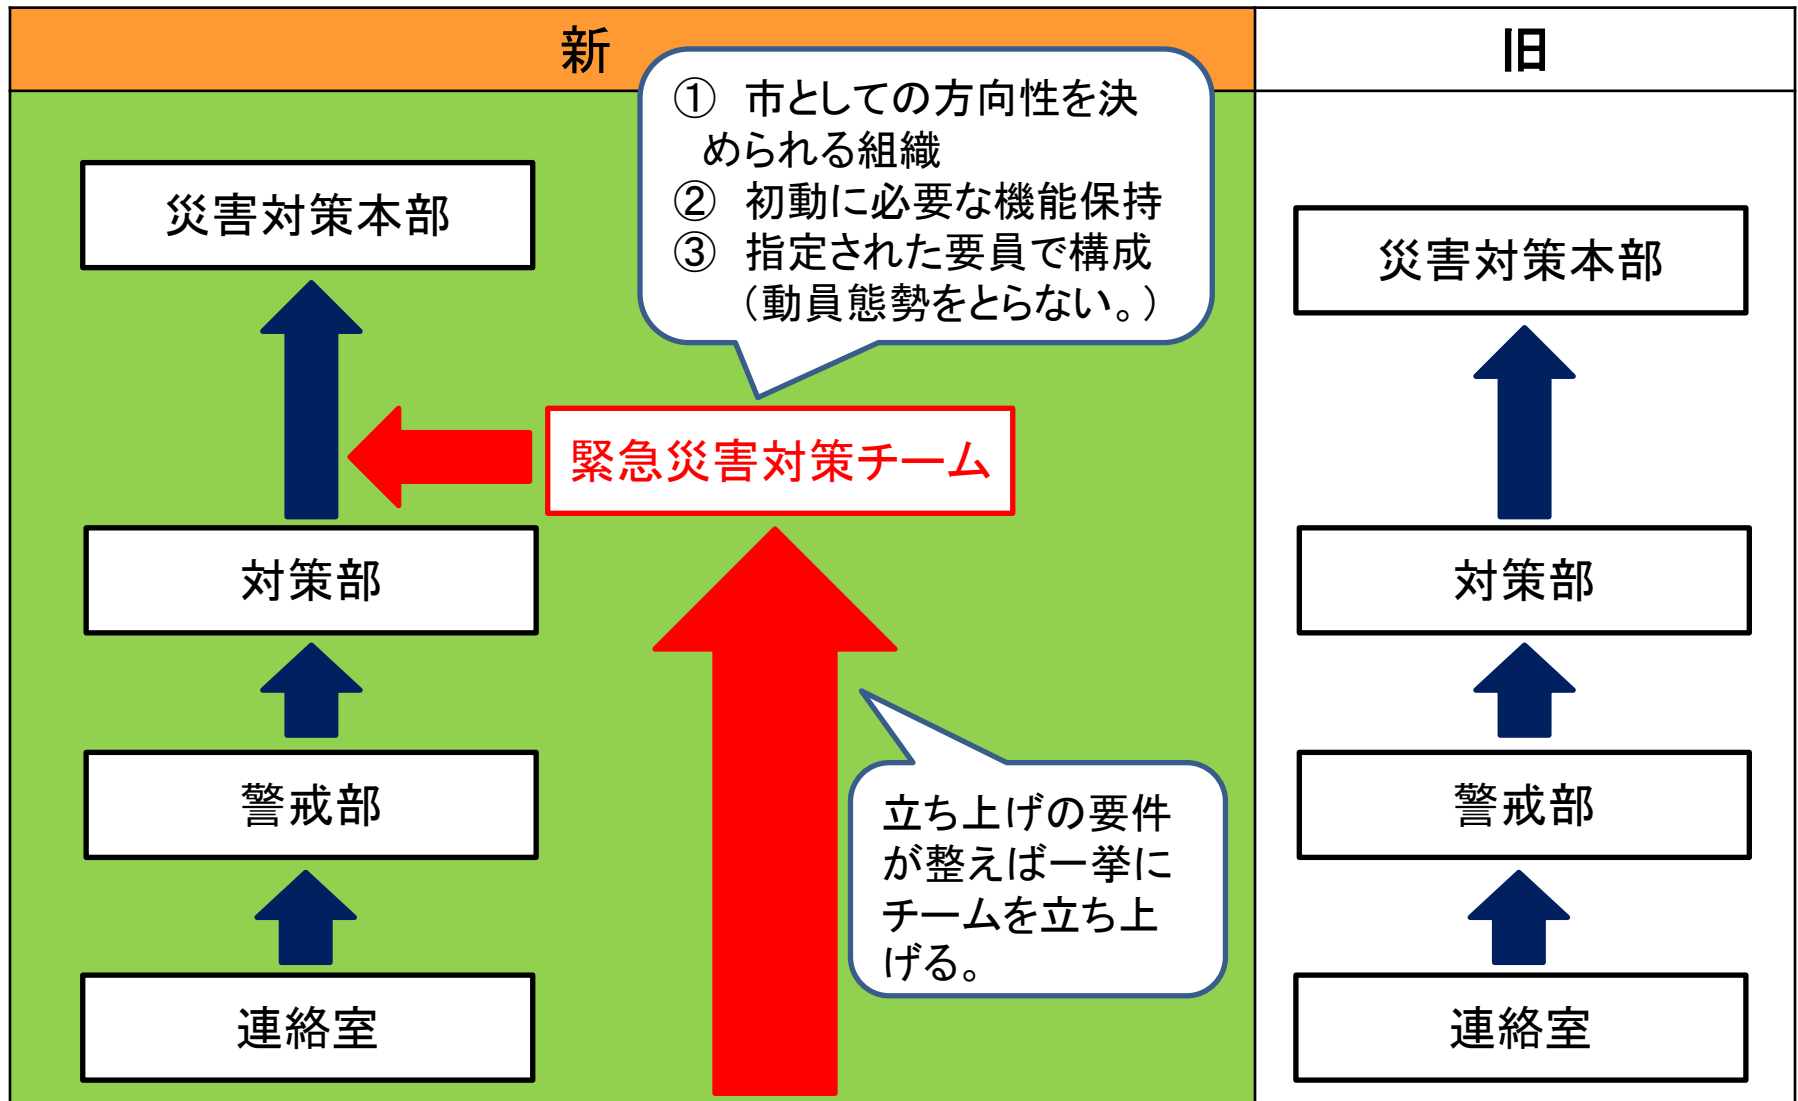 新
旧
① 市としての方向性を決
められる組織
② 初動に必要な機能保持
③ 指定された要員で構成
(動員態勢をとらない。)
災害対策本部
緊急災害対策チーム
対策部
警戒部
連絡室
立ち上げの要件
が整えば一挙に
チームを立ち上
げる。
災害対策本部
対策部
警戒部
連絡室